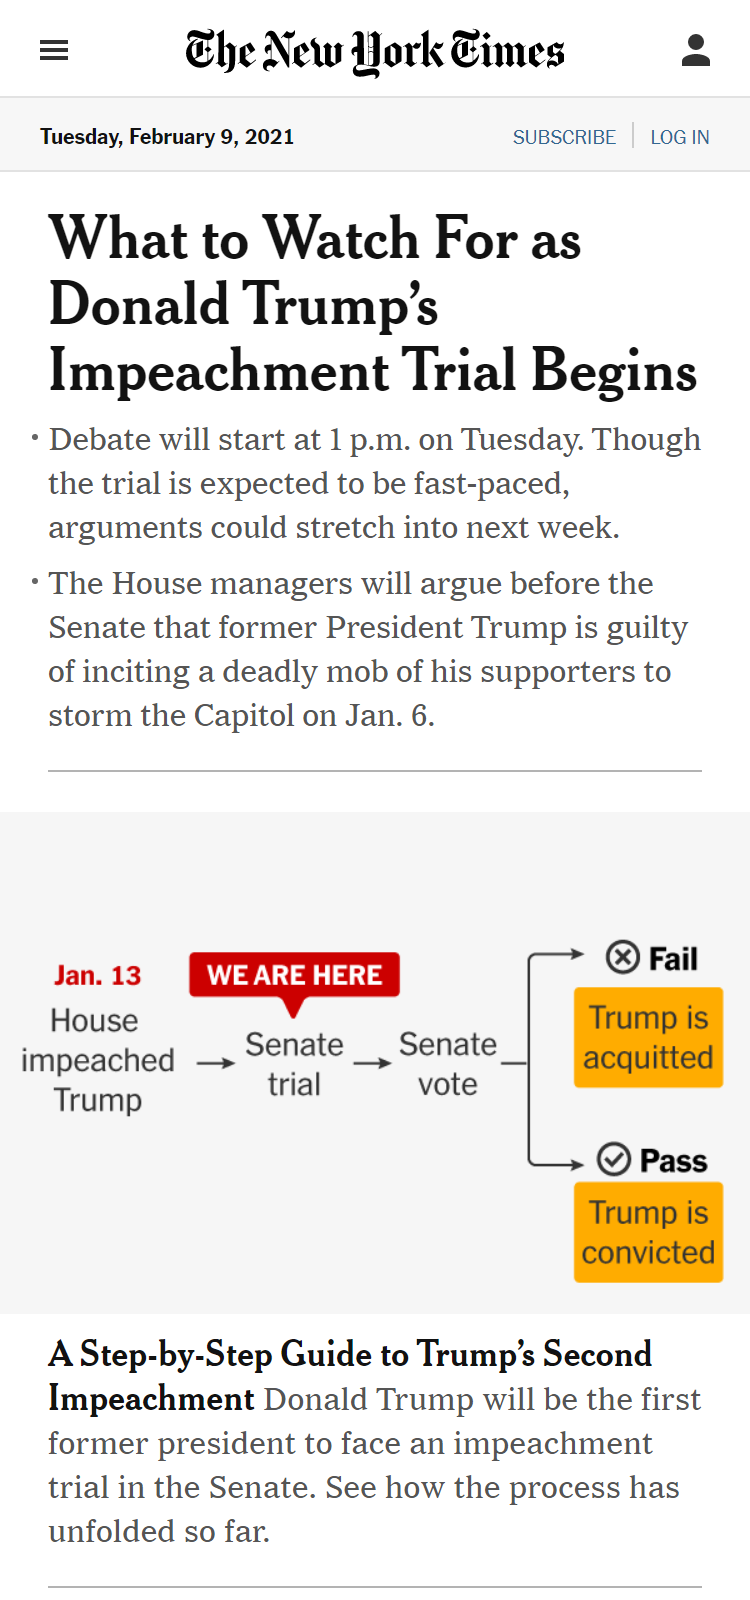 The New York Times
Tuesday, February 9, 2021
SUBSCRIBE
LOG IN
What to Watch For as
Donald Trump’s
Impeachment Trial Begins
• Debate will start at 1 p.m. on Tuesday. Though
the trial is expected to be fast-paced,
arguments could stretch into next week.
• The House managers will argue before the
Senate that former President Trump is guilty
of inciting a deadly mob of his supporters to
storm the Capitol on Jan. 6.
Jan. 13
House
impeached
Trump
WE ARE HERE
Senate
trial
Senate
vote
Fail
Trump is
acquitted
Pass
Trump is
convicted
A Step-by-Step Guide to Trump’s Second
Impeachment Donald Trump will be the first
former president to face an impeachment
trial in the Senate. See how the process has
unfolded so far.